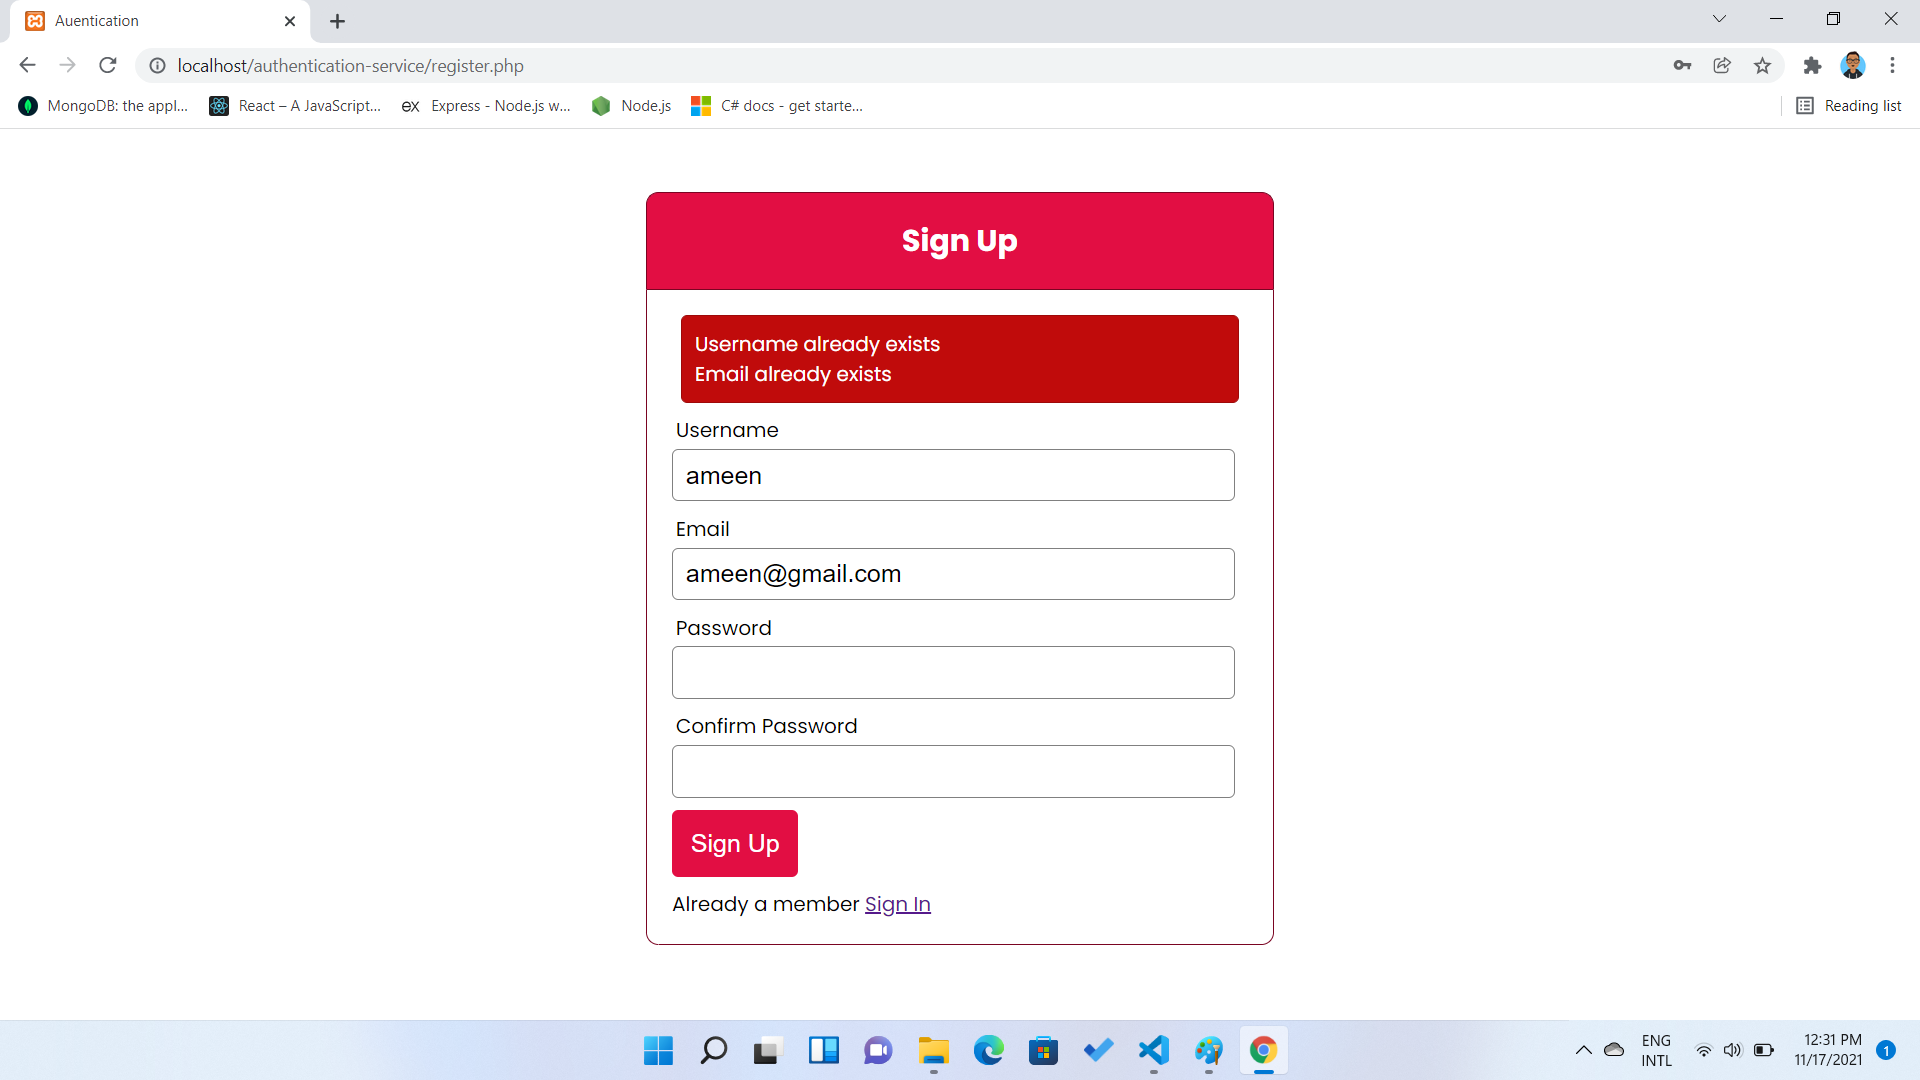 Auentication
localhost/authentication-service/register.php
MongoDB: the appl...
React – A JavaScript...
ex
Express - Node.js w...
Node.js
C# docs - get starte...
Reading list
Sign Up
Username already exists
Email already exists
Username
ameen
Email
ameen@gmail.com
Password
Confirm Password
Sign Up
Already a member Sign In
ENG
INTL
12:31 PM
11/17/2021
1